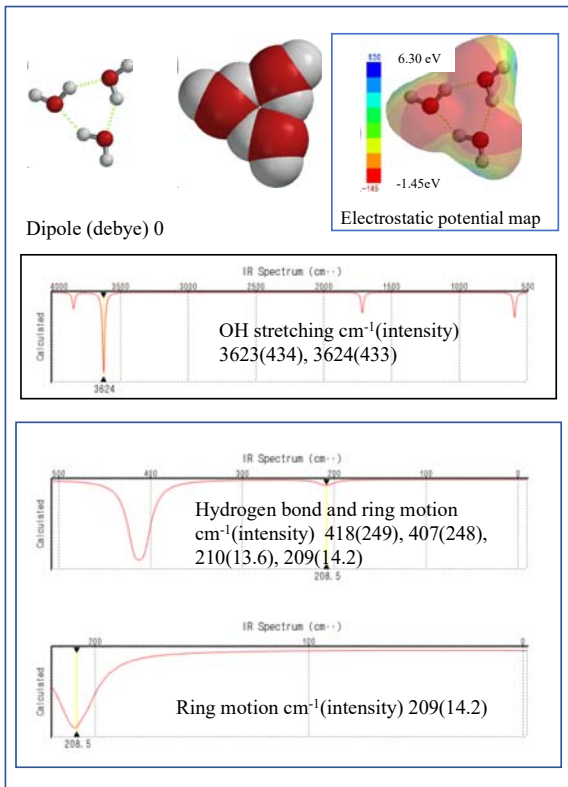 6.30 eV
-1.45eV
-145
Electrostatic potential map
Dipole (debye) 0
IR Spectrum (cm··)
4000 3500 3000 2500 2000 1500 1000 500
Calculated
OH stretching cm-1(intensity)
3623(434), 3624(433)
3624
IR Spectrum (cm··)
500 400 300 200 100 0
Calculated
Hydrogen bond and ring motion
cm-1(intensity) 418(249), 407(248),
210(13.6), 209(14.2)
208.5
IR Spectrum (cm··)
200 100 0
Calculated
Ring motion cm-1(intensity) 209(14.2)
208.5